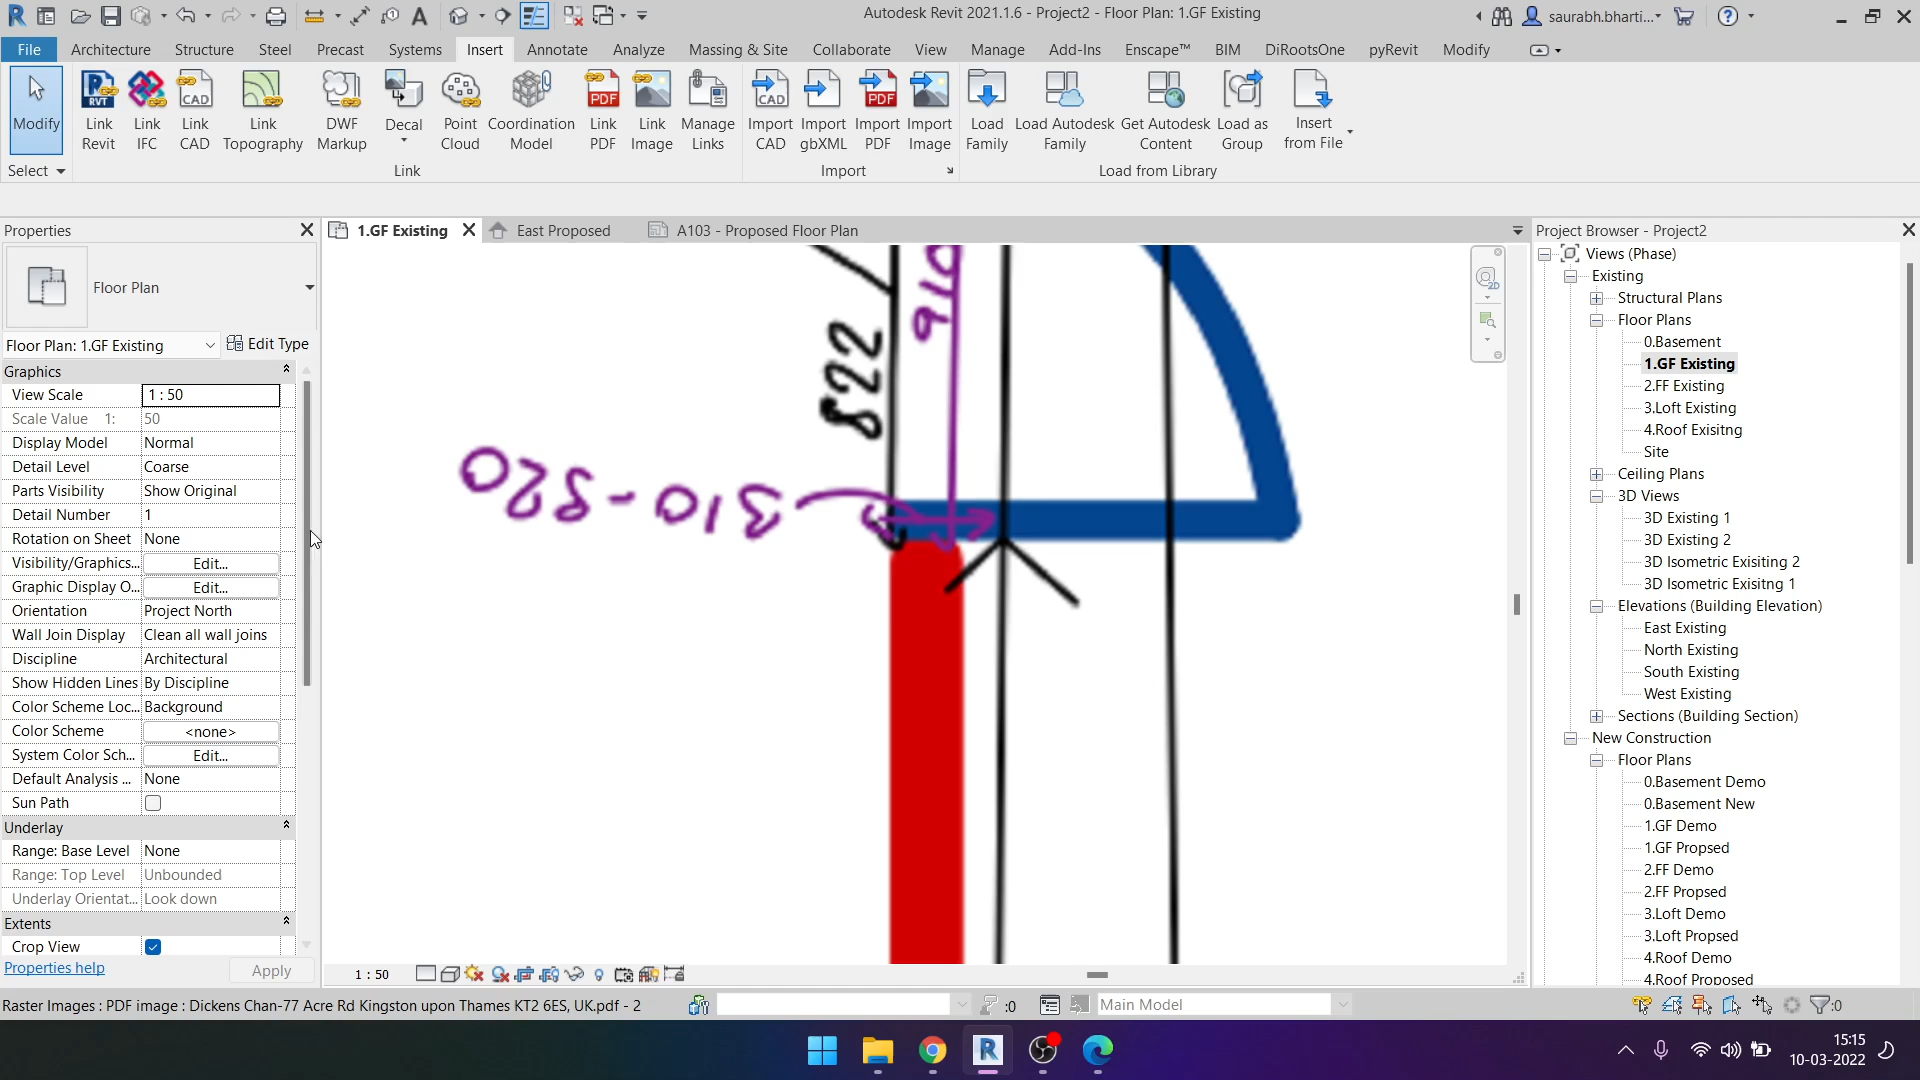 Autodesk Revit 2021.1.6 - Project2 - Floor Plan: 1.GF Existing
saurabh.bharti...
File Architecture Structure Steel Precast Systems Insert Annotate Analyze Massing & Site Collaborate View Manage Add-Ins Enscape™ BIM DiRootsOne pyRevit Modify
Modify
Link Revit
Link IFC
Link CAD
Link Topography
DWF Markup
Decal
Point Cloud
Coordination Model
Link PDF
Link Image
Manage Links
Import CAD
Import gbXML
Import PDF
Import Image
Load Family
Load Autodesk Family
Get Autodesk Content
Load as Group
Insert from File
Select Link Import Load from Library
Properties
Floor Plan
Floor Plan: 1.GF Existing Edit Type
Graphics
View Scale 1 : 50
Scale Value 1: 50
Display Model Normal
Detail Level Coarse
Parts Visibility Show Original
Detail Number 1
Rotation on Sheet None
Visibility/Graphics... Edit...
Graphic Display O... Edit...
Orientation Project North
Wall Join Display Clean all wall joins
Discipline Architectural
Show Hidden Lines By Discipline
Color Scheme Loc... Background
Color Scheme <none>
System Color Sch... Edit...
Default Analysis ... None
Sun Path
Underlay
Range: Base Level None
Range: Top Level Unbounded
Underlay Orientat... Look down
Extents
Crop View
Properties help Apply
1.GF Existing East Proposed A103 - Proposed Floor Plan
910
822
310-820
2D
1 : 50
Project Browser - Project2
Views (Phase)
Existing
Structural Plans
Floor Plans
0.Basement
1.GF Existing
2.FF Existing
3.Loft Existing
4.Roof Exisitng
Site
Ceiling Plans
3D Views
3D Existing 1
3D Existing 2
3D Isometric Exisiting 2
3D Isometric Exisitng 1
Elevations (Building Elevation)
East Existing
North Existing
South Existing
West Existing
Sections (Building Section)
New Construction
Floor Plans
0.Basement Demo
0.Basement New
1.GF Demo
1.GF Propsed
2.FF Demo
2.FF Propsed
3.Loft Demo
3.Loft Propsed
4.Roof Demo
4.Roof Proposed
Raster Images : PDF image : Dickens Chan-77 Acre Rd Kingston upon Thames KT2 6ES, UK.pdf - 2
:0
Main Model
:0
15:15
10-03-2022